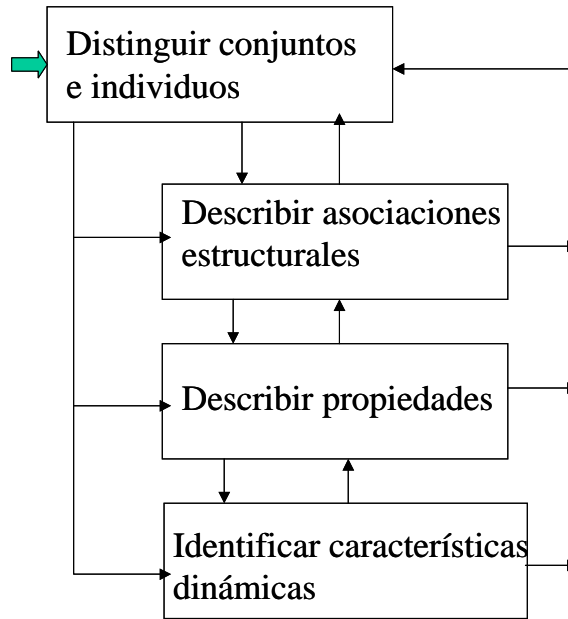 Distinguir conjuntos
e individuos
Describir asociaciones
estructurales
Describir propiedades
Identificar características
dinámicas